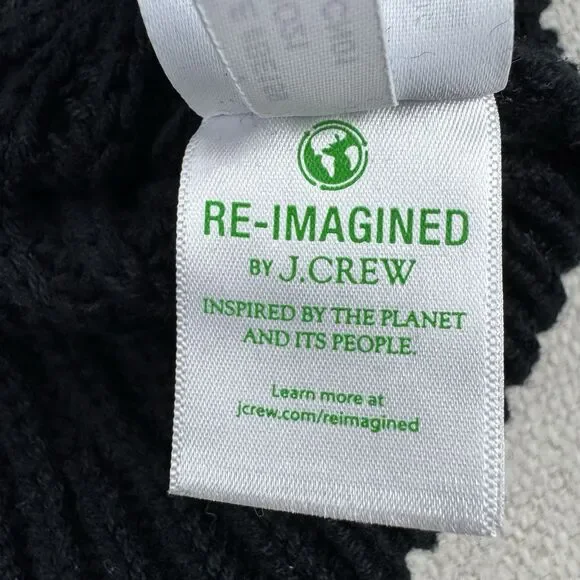 RE-IMAGINED
BY J.CREW
INSPIRED BY THE PLANET
AND ITS PEOPLE.
Learn more at
jcrew.com/reimagined